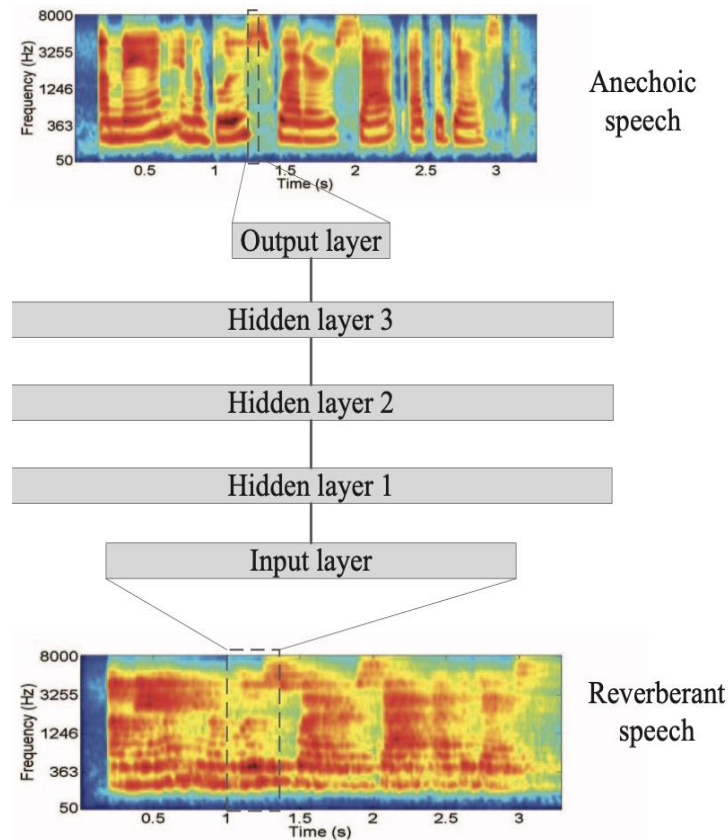 8000
3255
1246
363
50
Frequency (Hz)
0.5 1 1.5 2 2.5 3
Time (s)
Anechoic
speech
Output layer
Hidden layer 3
Hidden layer 2
Hidden layer 1
Input layer
8000
3255
1246
363
50
Frequency (Hz)
0.5 1 1.5 2 2.5 3
Time (s)
Reverberant
speech